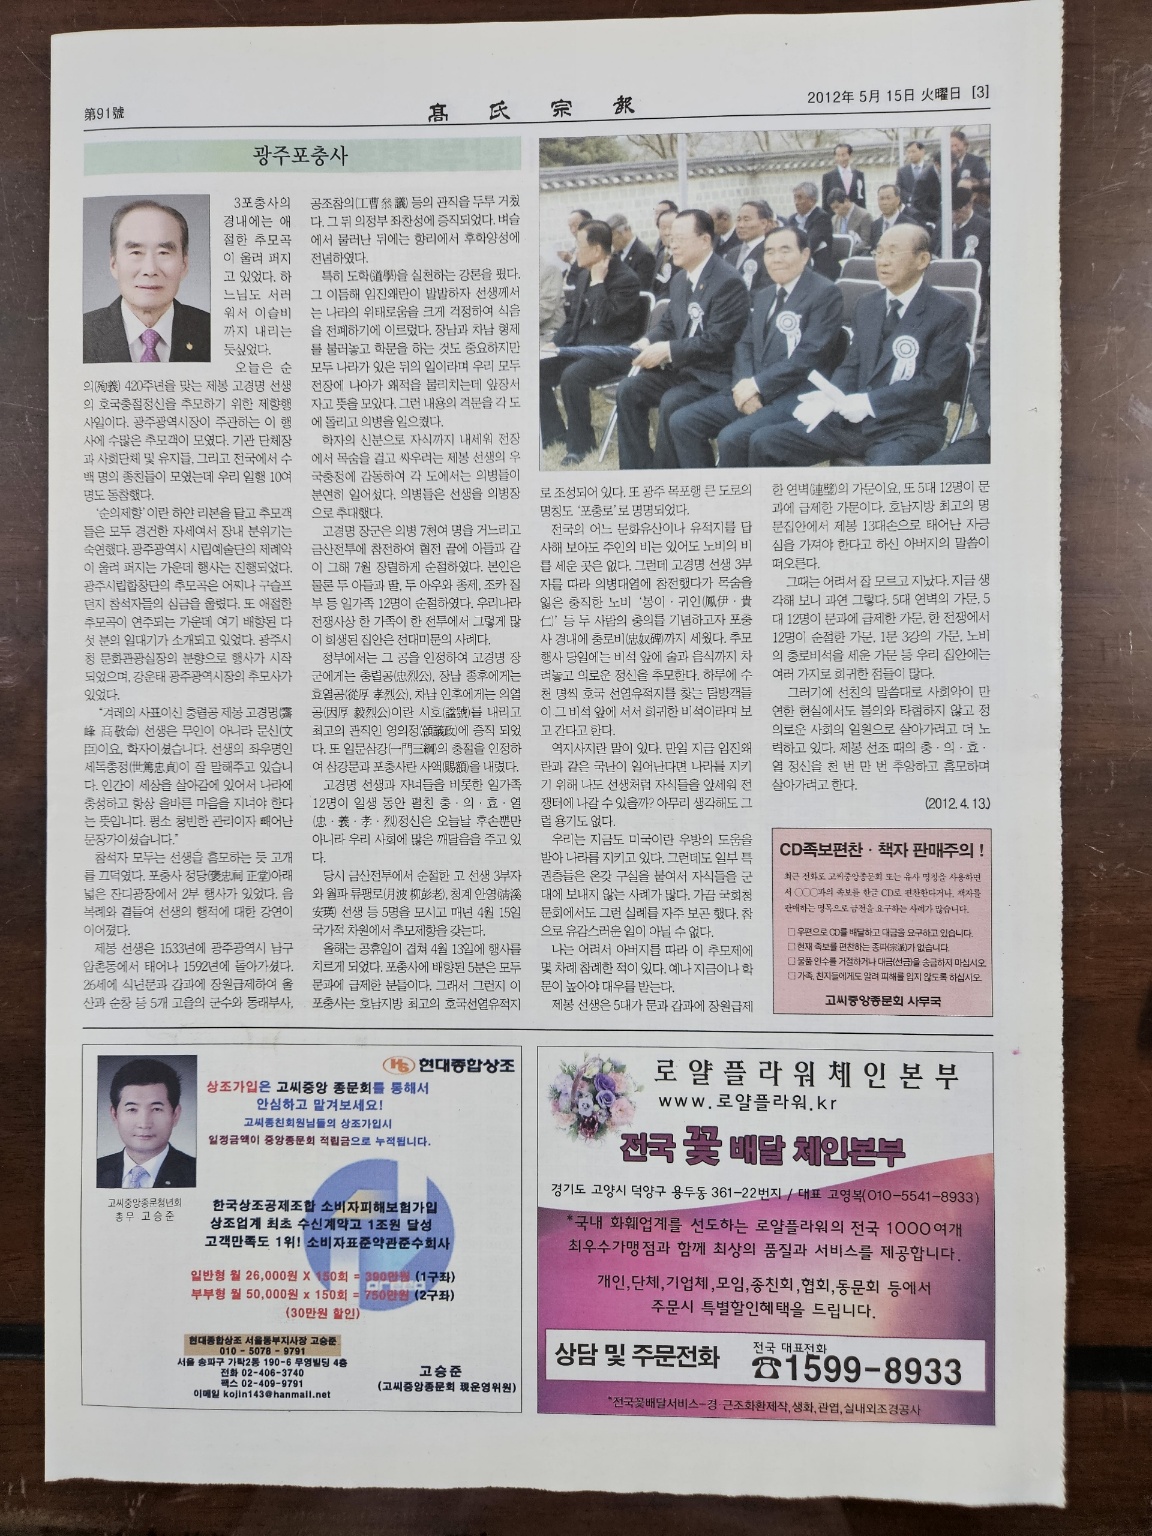 第91號
高氏宗報
2012年 5月 15日 火曜日 [3]
광주포충사
3포충사의
경내에는 애
절한 추모곡
이 울려 퍼지
고 있었다. 하
느님도 서러
워서 이슬비
까지 내리는
듯싶었다.
오늘은 순
의(殉義) 420주년을 맞는 제봉 고경명 선생
의 호국충절정신을 추모하기 위한 제향행
사일이다. 광주광역시장이 주관하는 이 행
사에 수많은 추모객이 모였다. 기관 단체장
과 사회단체 및 유지들, 그리고 전국에서 수
백 명의 종친들이 모였는데 우리 일행 10여
명도 동참했다.
'순의제향'이란 하얀 리본을 달고 추모객
들은 모두 경건한 자세여서 장내 분위기는
숙연했다. 광주광역시 시립예술단의 제례악
이 울려 퍼지는 가운데 행사는 진행되었다.
광주시립합창단의 추모곡은 어찌나 구슬프
던지 참석자들의 심금을 울렸다. 또 애절한
추모곡이 연주되는 가운데 여기 배향된 다
섯 분의 일대기가 소개되고 있었다. 광주시
청 문화관광실장의 분향으로 행사가 시작
되었으며, 강운태 광주광역시장의 추모사가
있었다.
"겨레의 사표이신 충렬공 제봉 고경명(霽
峰 高敬命) 선생은 무인이 아니라 문신(文
臣)이요, 학자이셨습니다. 선생의 좌우명인
세독충정(世篤忠貞)이 잘 말해주고 있습니
다. 인간이 세상을 살아감에 있어서 나라에
충성하고 항상 올바른 마음을 지녀야 한다
는 뜻입니다. 평소 청빈한 관리이자 빼어난
문장가이셨습니다."
참석자 모두는 선생을 흠모하는 듯 고개
를 끄덕였다. 포충사 정당(褒忠祠 正堂)아래
넓은 잔디광장에서 2부 행사가 있었다. 음
복례와 곁들여 선생의 행적에 대한 강연이
이어졌다.
제봉 선생은 1533년에 광주광역시 남구
압촌동에서 태어나 1592년에 돌아가셨다.
26세에 식년문과 갑과에 장원급제하여 울
산과 순창 등 5개 고을의 군수와 동래부사,
공조참의(工曹參議) 등의 관직을 두루 거쳤
다. 그 뒤 의정부 좌찬성에 증직되었다. 벼슬
에서 물러난 뒤에는 향리에서 후학양성에
전념하였다.
특히 도학(道學)을 실천하는 강론을 폈다.
그 이듬해 임진왜란이 발발하자 선생께서
는 나라의 위태로움을 크게 걱정하여 식음
을 전폐하기에 이르렀다. 장남과 차남 형제
를 불러놓고 학문을 하는 것도 중요하지만
모두 나라가 있은 뒤의 일이라며 우리 모두
전장에 나아가 왜적을 물리치는데 앞장서
자고 뜻을 모았다. 그런 내용의 격문을 각 도
에 돌리고 의병을 일으켰다.
학자의 신분으로 자식까지 내세워 전장
에서 목숨을 걸고 싸우려는 제봉 선생의 우
국충정에 감동하여 각 도에서는 의병들이
분연히 일어섰다. 의병들은 선생을 의병장
으로 추대했다.
고경명 장군은 의병 7천여 명을 거느리고
금산전투에 참전하여 혈전 끝에 아들과 같
이 그해 7월 장렬하게 순절하였다. 본인은
물론 두 아들과 딸, 두 아우와 종제, 조카 질
부 등 일가족 12명이 순절하였다. 우리나라
전쟁사상 한 가족이 한 전투에서 그렇게 많
이 희생된 집안은 전대미문의 사례다.
정부에서는 그 공을 인정하여 고경명 장
군에게는 충렬공(忠烈公), 장남 종후에게는
효열공(從厚 孝烈公), 차남 인후에게는 의열
공(因厚 毅烈公)이란 시호(諡號)를 내리고
최고의 관직인 영의정(領議政)에 증직 되었
다. 또 일문삼강(一門三綱)의 충절을 인정하
여 삼강문과 포충사란 사액(賜額)을 내렸다.
고경명 선생과 자녀들을 비롯한 일가족
12명이 일생 동안 펼친 충·의·효·열
(忠·義·孝·烈)정신은 오늘날 후손뿐만
아니라 우리 사회에 많은 깨달음을 주고 있
다.
당시 금산전투에서 순절한 고 선생 3부자
와 월파 류팽로(月波 柳彭老), 청계 안영(淸溪
安瑛) 선생 등 5명을 모시고 매년 4월 15일
국가적 차원에서 추모제향을 갖는다.
올해는 공휴일이 겹쳐 4월 13일에 행사를
치르게 되었다. 포충사에 배향된 5분은 모두
문과에 급제한 분들이다. 그래서 그런지 이
포충사는 호남지방 최고의 호국선열유적지
로 조성되어 있다. 또 광주 목포행 큰 도로의
명칭도 '포충로'로 명명되었다.
전국의 어느 문화유산이나 유적지를 답
사해 보아도 주인의 비는 있어도 노비의 비
를 세운 곳은 없다. 그런데 고경명 선생 3부
자를 따라 의병대열에 참전했다가 목숨을
잃은 충직한 노비 '봉이·귀인(鳳伊·貴
仁)' 등 두 사람의 충의를 기념하고자 포충
사 경내에 충로비(忠奴碑)까지 세웠다. 추모
행사 당일에는 비석 앞에 술과 음식까지 차
려놓고 의로운 정신을 추모한다. 하루에 수
천 명씩 호국 선열유적지를 찾는 탐방객들
이 그 비석 앞에 서서 희귀한 비석이라며 보
고 간다고 한다.
역지사지란 말이 있다. 만일 지금 임진왜
란과 같은 국난이 일어난다면 나라를 지키
기 위해 나도 선생처럼 자식들을 앞세워 전
쟁터에 나갈 수 있을까? 아무리 생각해도 그
럴 용기도 없다.
우리는 지금도 미국이란 우방의 도움을
받아 나라를 지키고 있다. 그런데도 일부 특
권층들은 온갖 구실을 붙여서 자식들을 군
대에 보내지 않는 사례가 많다. 가끔 국회청
문회에서도 그런 실례를 자주 보곤 했다. 참
으로 유감스러운 일이 아닐 수 없다.
나는 어려서 아버지를 따라 이 추모제에
몇 차례 참례한 적이 있다. 예나 지금이나 학
문이 높아야 대우를 받는다.
제봉 선생은 5대가 문과 갑과에 장원급제
한 연벽(連璧)의 가문이요, 또 5대 12명이 문
과에 급제한 가문이다. 호남지방 최고의 명
문집안에서 제봉 13대손으로 태어난 자긍
심을 가져야 한다고 하신 아버지의 말씀이
떠오른다.
그때는 어려서 잘 모르고 지났다. 지금 생
각해 보니 과연 그렇다. 5대 연벽의 가문, 5
대 12명이 문과에 급제한 가문, 한 전쟁에서
12명이 순절한 가문, 1문 3강의 가문, 노비
의 충로비석을 세운 가문 등 우리 집안에는
여러 가지로 희귀한 점들이 많다.
그러기에 선친의 말씀대로 사회와이 만
연한 현실에서도 불의와 타협하지 않고 정
의로운 사회의 일원으로 살아가려고 더 노
력하고 있다. 제봉 선조 때의 충·의·효·
열 정신을 천 번 만 번 추앙하고 흠모하며
살아가려고 한다.
(2012. 4. 13.)
CD족보편찬·책자 판매주의!
최근 전화로 고씨중앙종문회 또는 유사 명칭을 사용하면
서 ○○○파의 족보를 한글 CD로 편찬한다거나, 책자를
판매하는 명목으로 금전을 요구하는 사례가 많습니다.
□ 우편으로 CD를 배달하고 대금을 요구하고 있습니다.
□ 현재 족보를 편찬하는 종파(宗派)가 없습니다.
□ 물품 인수를 거절하거나 대금(선금)을 송금하지 마십시오.
□ 가족, 친지들에게도 알려 피해를 입지 않도록 하십시오.
고씨중앙종문회 사무국
HS 현대종합상조
상조가입은 고씨중앙 종문회를 통해서
안심하고 맡겨보세요!
고씨종친회원님들의 상조가입시
일정금액이 중앙종문회 적립금으로 누적됩니다.
고씨중앙종문청년회
총무 고승준
한국상조공제조합 소비자피해보험가입
상조업계 최초 수신계약고 1조원 달성
고객만족도 1위! 소비자표준약관준수회사
일반형 월 26,000원 X 150회 = 390만원 (1구좌)
부부형 월 50,000원 x 150회 = 750만원 (2구좌)
(30만원 할인)
현대종합상조 서울동부지사장 고승준
010 - 5078 - 9791
서울 송파구 가락2동 190-6 무영빌딩 4층
전화 02-406-3740
팩스 02-409-9791
이메일 kojin143@hanmail.net
고승준
(고씨중앙종문회 現운영위원)
로얄플라워체인본부
www.로얄플라워.kr
전국 꽃 배달 체인본부
경기도 고양시 덕양구 용두동 361-22번지 / 대표 고영복(010-5541-8933)
*국내 화훼업계를 선도하는 로얄플라워의 전국 1000여개
최우수가맹점과 함께 최상의 품질과 서비스를 제공합니다.
개인,단체,기업체,모임,종친회,협회,동문회 등에서
주문시 특별할인혜택을 드립니다.
상담 및 주문전화
전국 대표전화
☎1599-8933
*전국꽃배달서비스-경·근조화환제작,생화,관엽,실내외조경공사